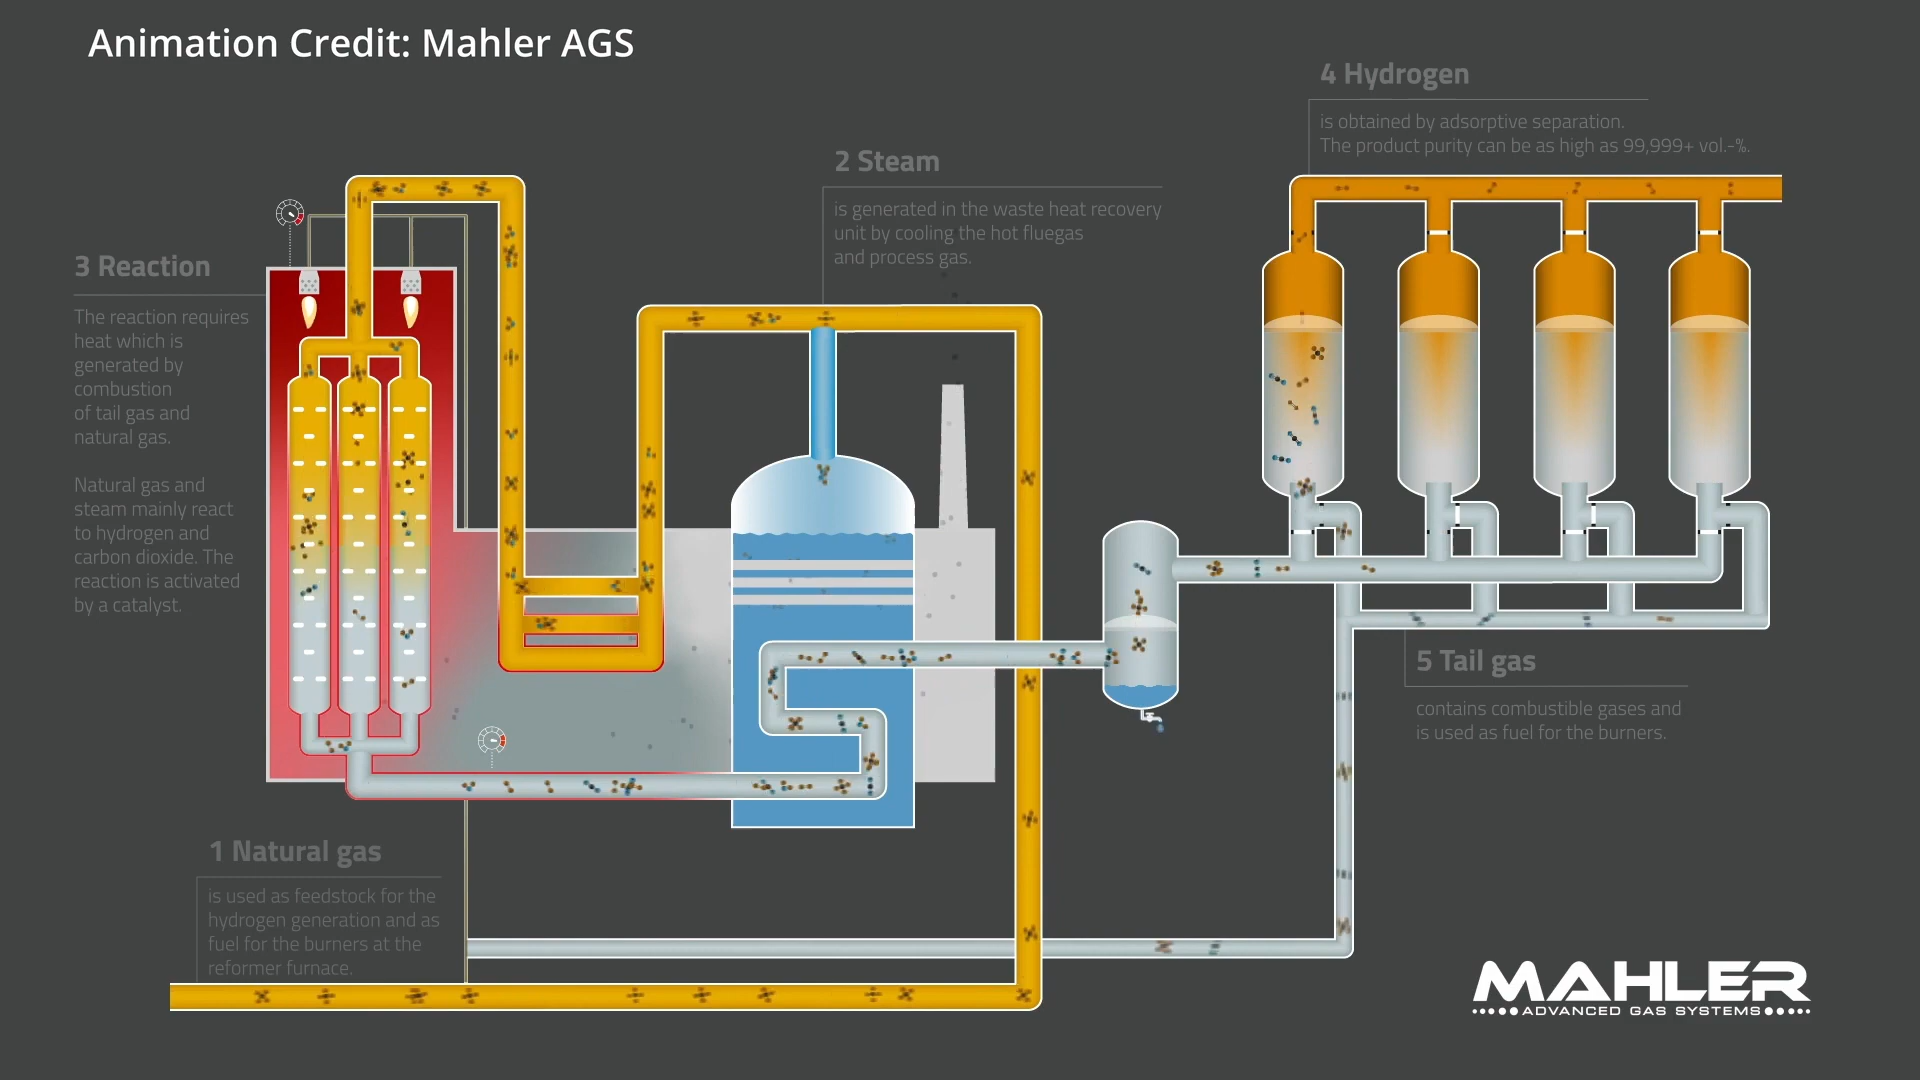 Animation Credit: Mahler AGS
4 Hydrogen
is obtained by adsorptive separation.
The product purity can be as high as 99,999+ vol.-%.
2 Steam
is generated in the waste heat recovery
unit by cooling the hot fluegas
and process gas.
3 Reaction
The reaction requires
heat which is
generated by
combustion
of tail gas and
natural gas.
Natural gas and
steam mainly react
to hydrogen and
carbon dioxide. The
reaction is activated
by a catalyst.
5 Tail gas
contains combustible gases and
is used as fuel for the burners.
1 Natural gas
is used as feedstock for the
hydrogen generation and as
fuel for the burners at the
reformer furnace.
MAHLER
ADVANCED GAS SYSTEMS